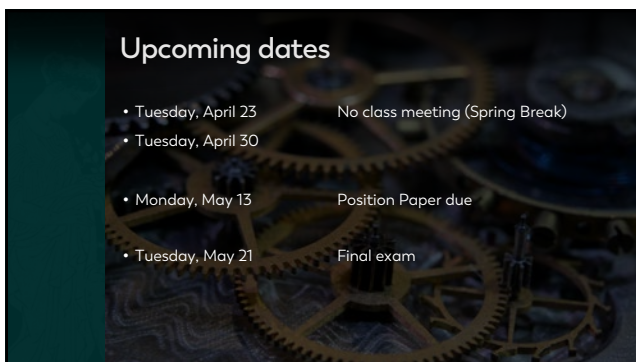 Upcoming dates
• Tuesday, April 23 No class meeting (Spring Break)
• Tuesday, April 30
• Monday, May 13 Position Paper due
• Tuesday, May 21 Final exam